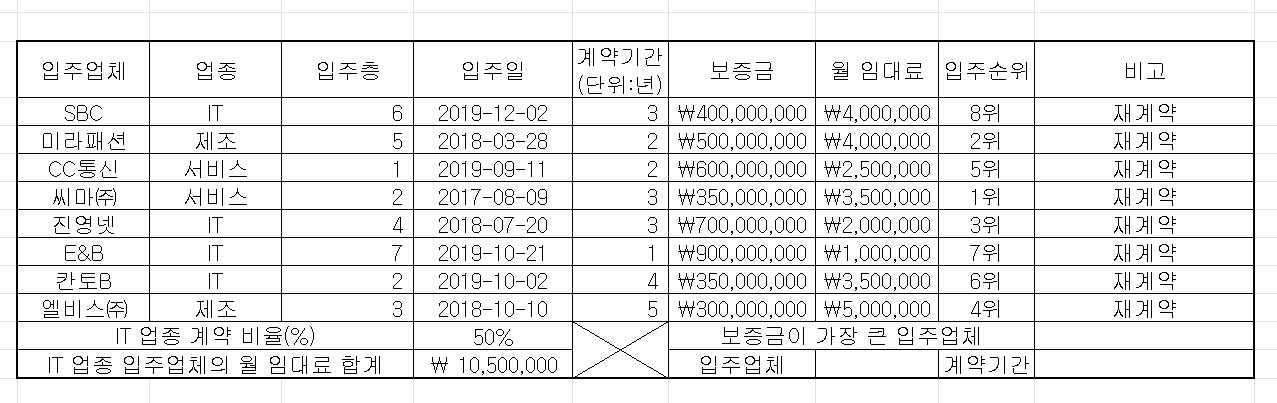 입주업체 업종 입주층 입주일 계약기간 (단위:년) 보증금 월 임대료 입주순위 비고
SBC IT 6 2019-12-02 3 ₩400,000,000 ₩4,000,000 8위 재계약
미라패션 제조 5 2018-03-28 2 ₩500,000,000 ₩4,000,000 2위 재계약
CC통신 서비스 1 2019-09-11 2 ₩600,000,000 ₩2,500,000 5위 재계약
씨마㈜ 서비스 2 2017-08-09 3 ₩350,000,000 ₩3,500,000 1위 재계약
진영넷 IT 4 2018-07-20 3 ₩700,000,000 ₩2,000,000 3위 재계약
E&B IT 7 2019-10-21 1 ₩900,000,000 ₩1,000,000 7위 재계약
칸토B IT 2 2019-10-02 4 ₩350,000,000 ₩3,500,000 6위 재계약
엘비스㈜ 제조 3 2018-10-10 5 ₩300,000,000 ₩5,000,000 4위 재계약
IT 업종 계약 비율(%) 50% 보증금이 가장 큰 입주업체
IT 업종 입주업체의 월 임대료 합계 ₩ 10,500,000 입주업체 계약기간